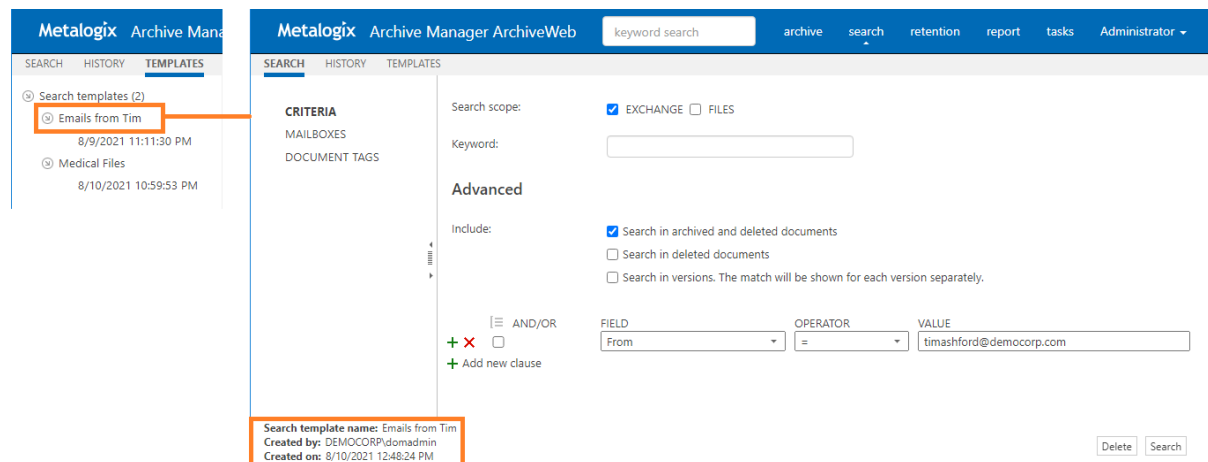 Metalogix Archive Mana
SEARCH HISTORY TEMPLATES
Search templates (2)
Emails from Tim
8/9/2021 11:11:30 PM
Medical Files
8/10/2021 10:59:53 PM
Metalogix Archive Manager ArchiveWeb keyword search archive search retention report tasks Administrator
SEARCH HISTORY TEMPLATES
CRITERIA
MAILBOXES
DOCUMENT TAGS
Search scope: EXCHANGE FILES
Keyword:
Advanced
Include: Search in archived and deleted documents
Search in deleted documents
Search in versions. The match will be shown for each version separately.
AND/OR FIELD OPERATOR VALUE
From = timashford@democorp.com
Add new clause
Search template name: Emails from Tim
Created by: DEMOCORP\domadmin
Created on: 8/10/2021 12:48:24 PM
Delete Search